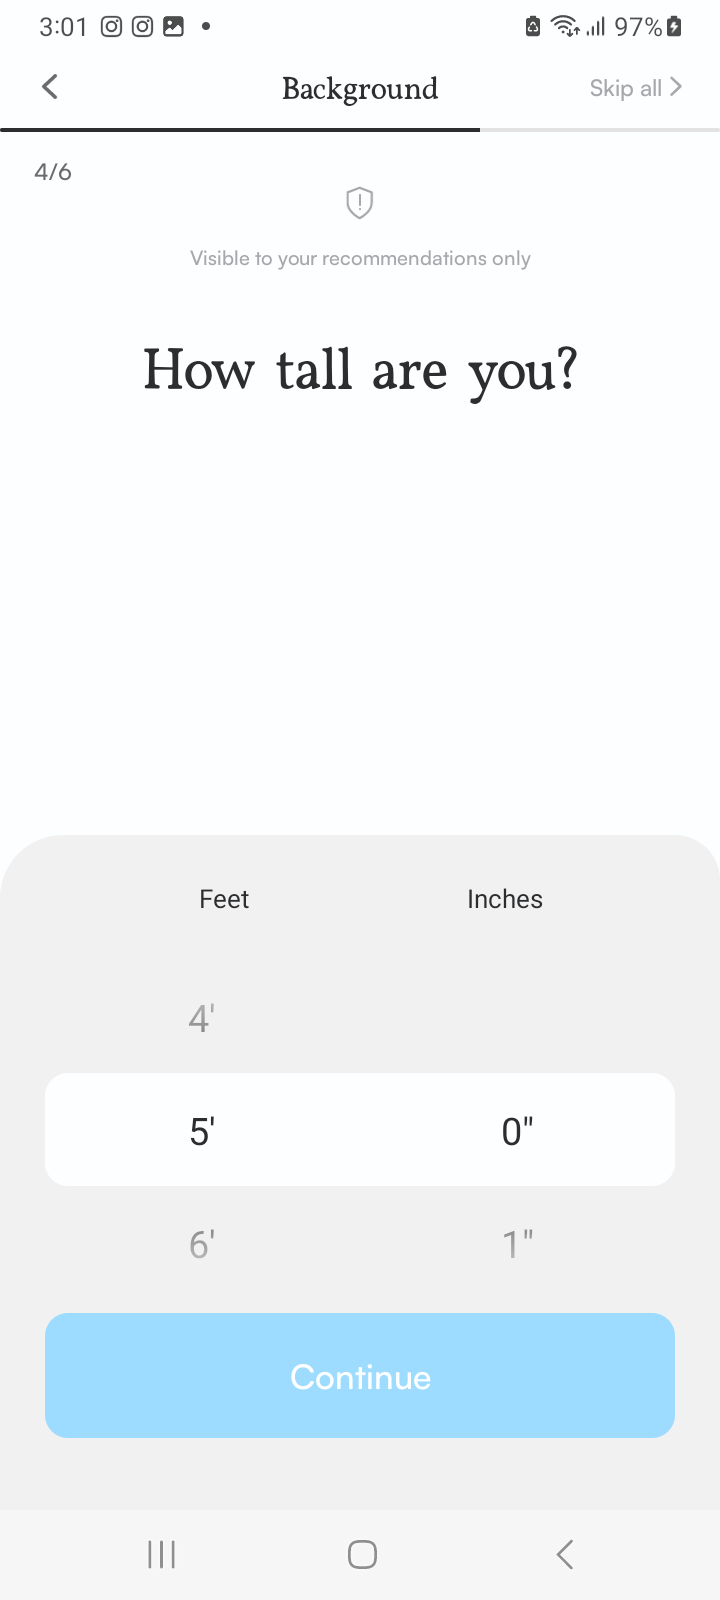 3:01 97%
Background Skip all
4/6
Visible to your recommendations only
How tall are you?
Feet Inches
4'
5' 0"
6' 1"
Continue